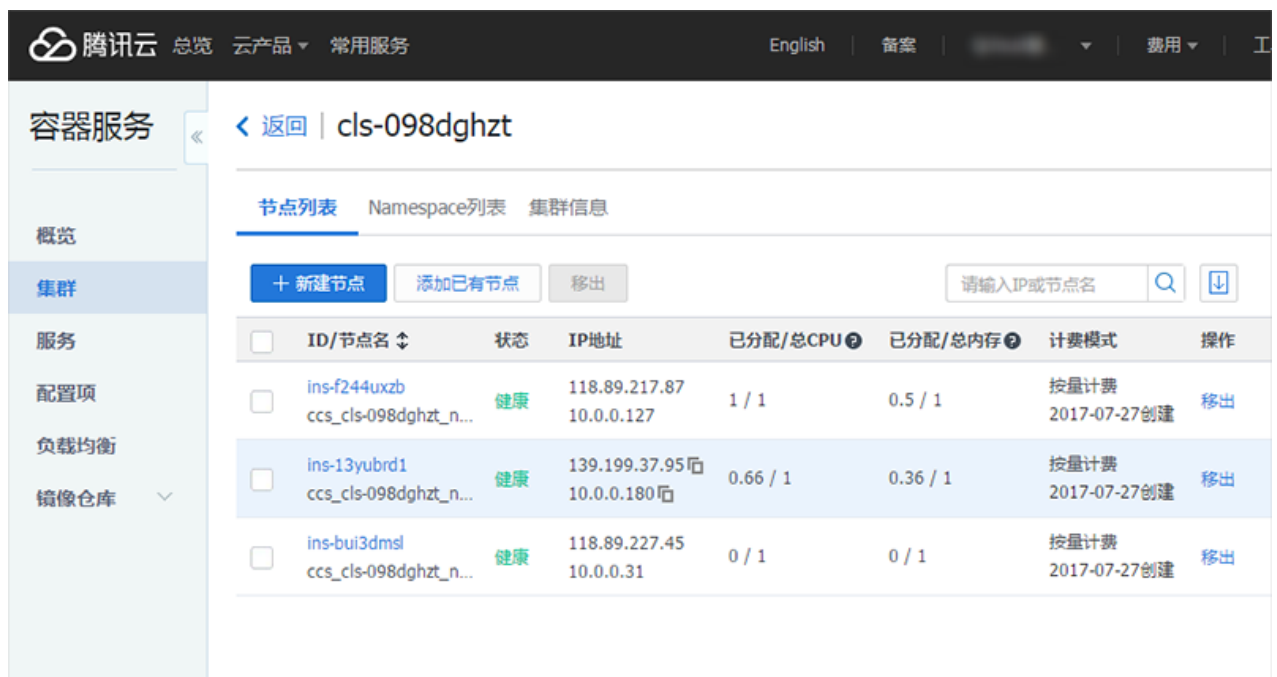 腾讯云 总览 云产品 常用服务 English 备案 费用 工
容器服务
« 返回 cls-098dghzt
节点列表 Namespace列表 集群信息
概览
集群
服务
配置项
负载均衡
镜像仓库
+ 新建节点 添加已有节点 移出 请输入IP或节点名
ID/节点名 状态 IP地址 已分配/总CPU 已分配/总内存 计费模式 操作
ins-f244uxzb 健康 118.89.217.87 1 / 1 0.5 / 1 按量计费 移出
ccs_cls-098dghzt_n... 10.0.0.127 2017-07-27创建
ins-13yubrd1 健康 139.199.37.95 0.66 / 1 0.36 / 1 按量计费 移出
ccs_cls-098dghzt_n... 10.0.0.180 2017-07-27创建
ins-bui3dmsl 健康 118.89.227.45 0 / 1 0 / 1 按量计费 移出
ccs_cls-098dghzt_n... 10.0.0.31 2017-07-27创建